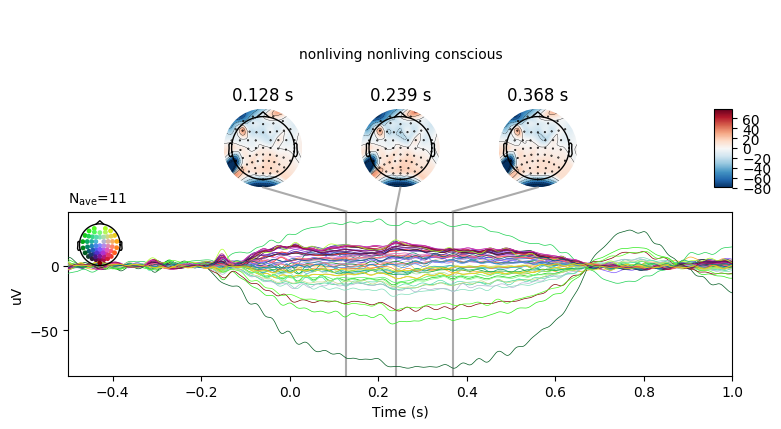 nonliving nonliving conscious
0.128 s 0.239 s 0.368 s
60
40
20
0
−20
−40
−60
−80
Nave=11
0
−50
uV
−0.4 −0.2 0.0 0.2 0.4 0.6 0.8 1.0
Time (s)